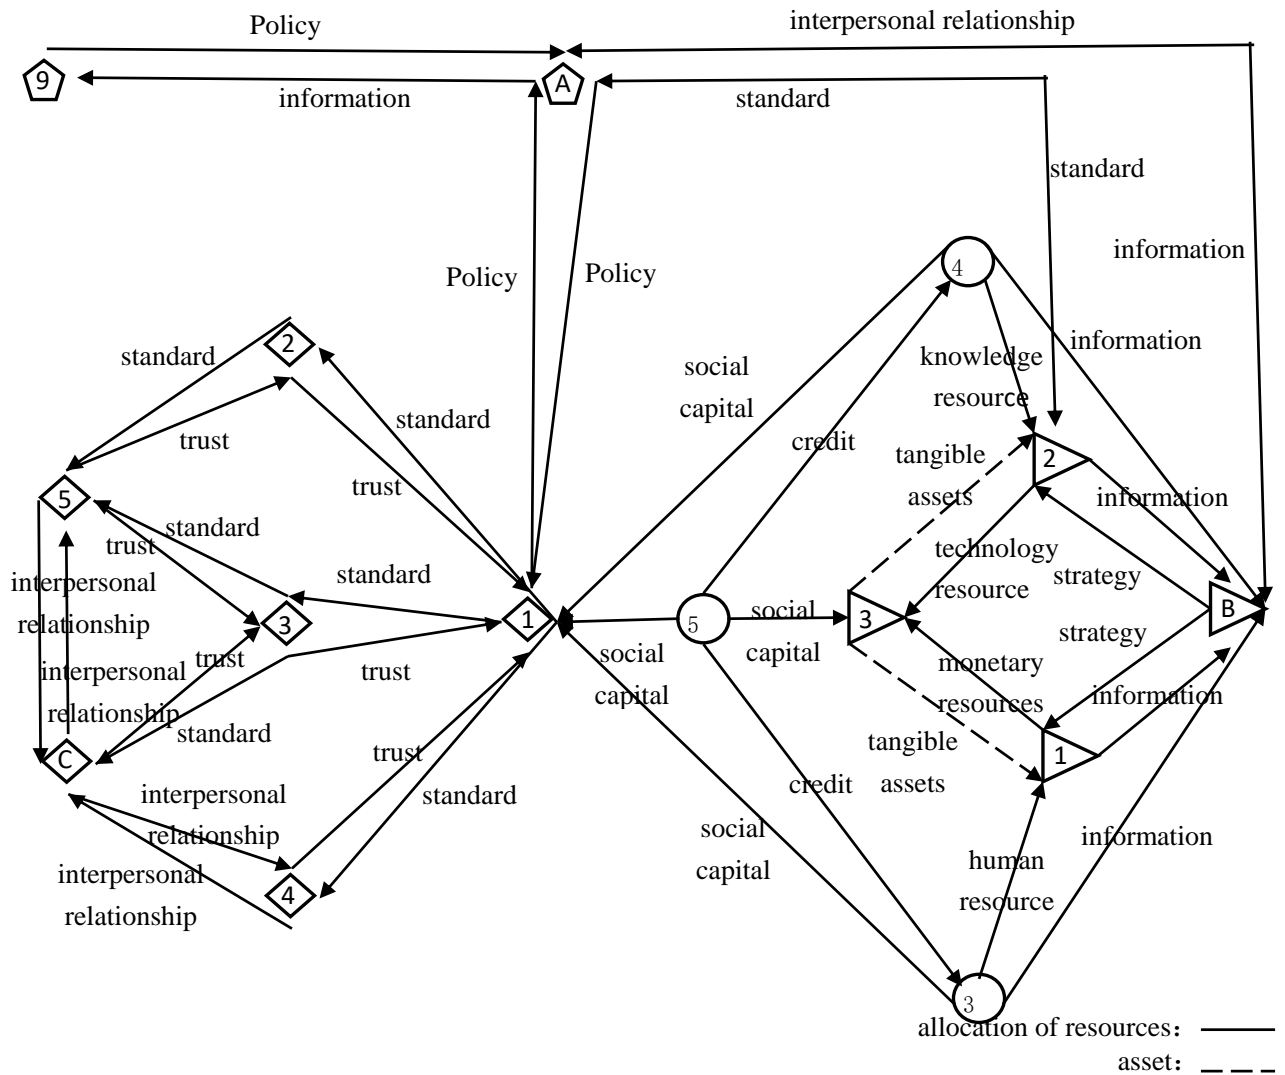 Policy
interpersonal relationship
9
A
information
standard
standard
information
Policy
Policy
4
standard
2
social
capital
knowledge
resource
information
trust
standard
credit
tangible
assets
2
trust
information
5
standard
trust
technology
resource
strategy
interpersonal
relationship
standard
3
1
5
social
capital
3
B
strategy
trust
interpersonal
relationship
trust
social
capital
monetary
resources
information
standard
C
trust
tangible
assets
1
interpersonal
relationship
standard
credit
social
capital
information
interpersonal
relationship
4
human
resource
3
allocation of resources:
asset: